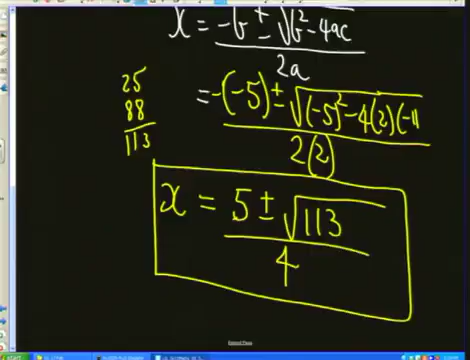 x = -b ± √b² - 4ac
2a
25
88
113
= -(-5) ± √(-5)² - 4(2)(-11
2(2)
x = 5 ± √113
4